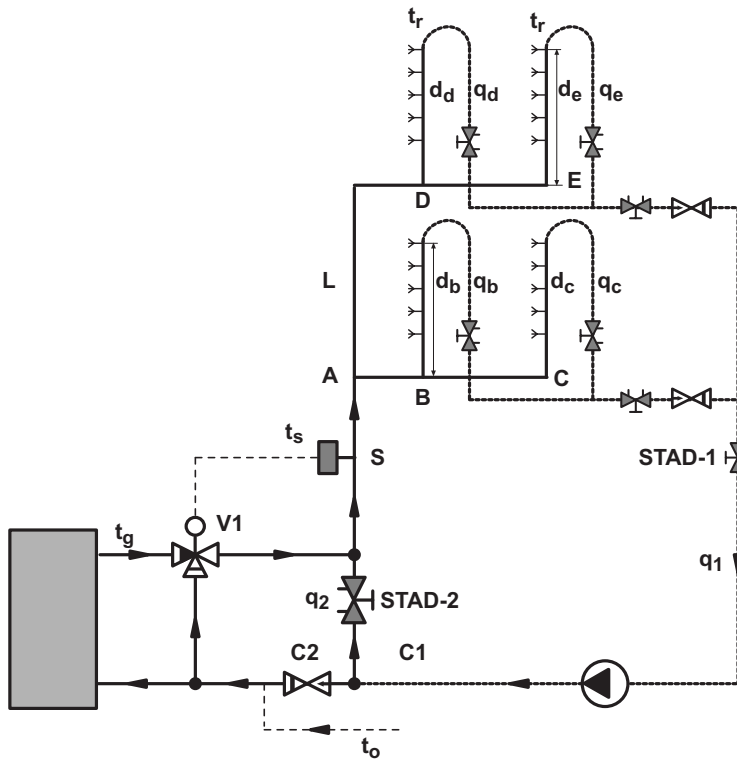 tr tr
dd qd de qe
D E
L
db qb dc qc
A B C
ts
S
STAD-1
tg V1
q1
q2 STAD-2
C2 C1
to